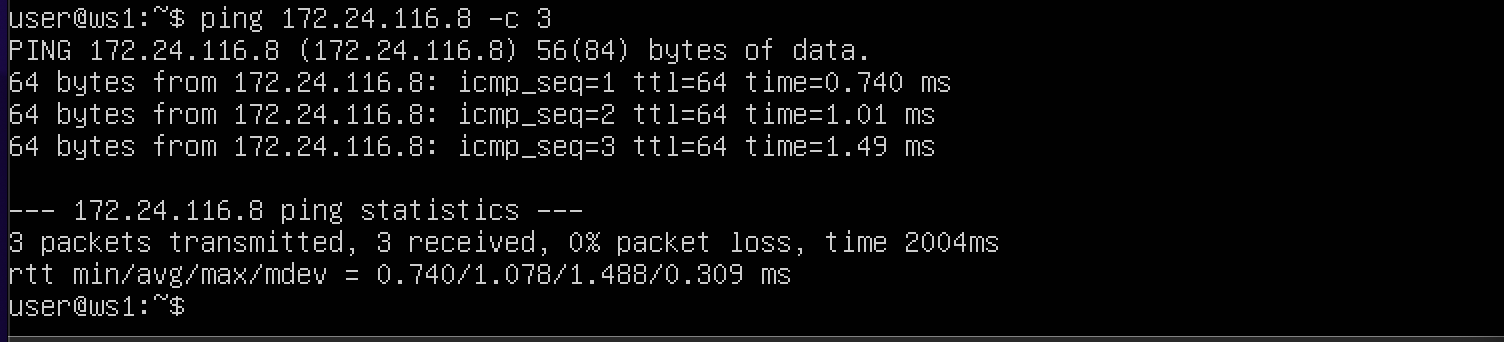 user@ws1:~$ ping 172.24.116.8 -c 3
PING 172.24.116.8 (172.24.116.8) 56(84) bytes of data.
64 bytes from 172.24.116.8: icmp_seq=1 ttl=64 time=0.740 ms
64 bytes from 172.24.116.8: icmp_seq=2 ttl=64 time=1.01 ms
64 bytes from 172.24.116.8: icmp_seq=3 ttl=64 time=1.49 ms
--- 172.24.116.8 ping statistics ---
3 packets transmitted, 3 received, 0% packet loss, time 2004ms
rtt min/avg/max/mdev = 0.740/1.078/1.488/0.309 ms
user@ws1:~$